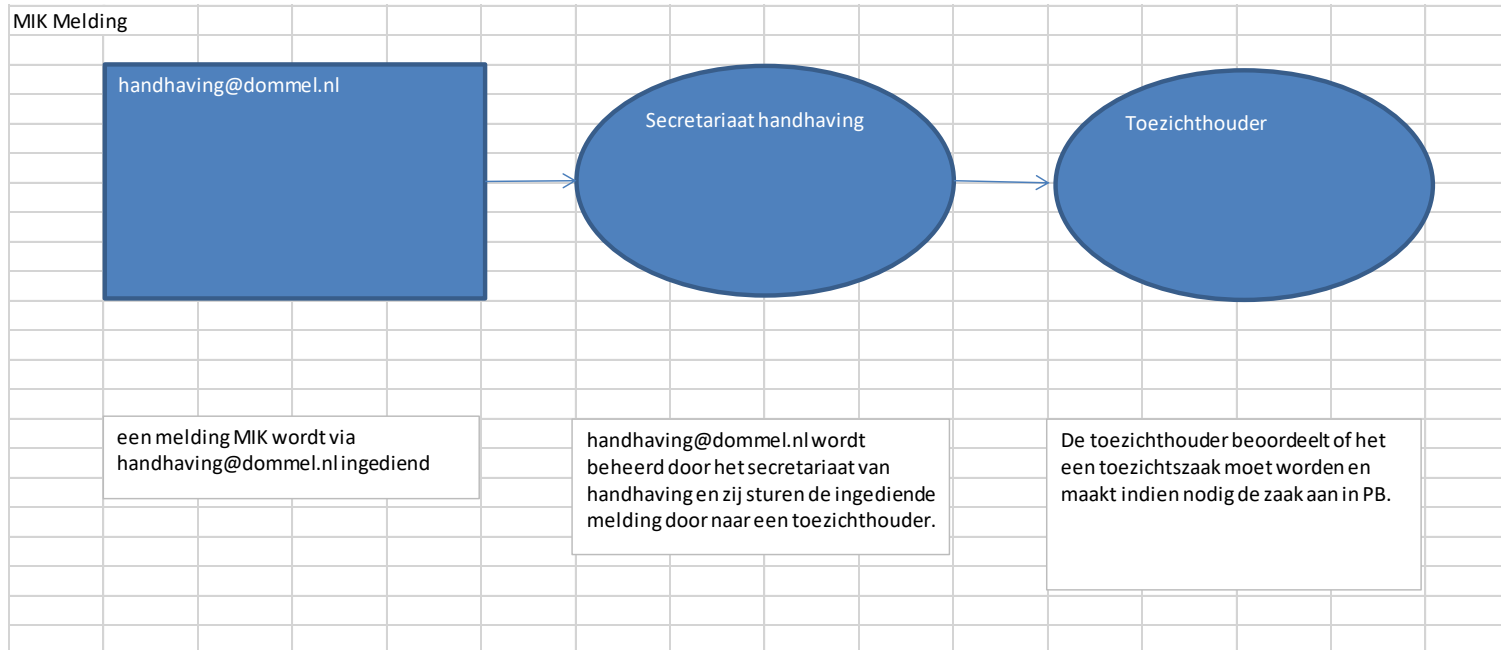 MIK Melding
handhaving@dommel.nl
Secretariaat handhaving
Toezichthouder
een melding MIK wordt via
handhaving@dommel.nl ingediend
handhaving@dommel.nl wordt
beheerd door het secretariaat van
handhaving en zij sturen de ingediende
melding door naar een toezichthouder.
De toezichthouder beoordeelt of het
een toezichtszaak moet worden en
maakt indien nodig de zaak aan in PB.